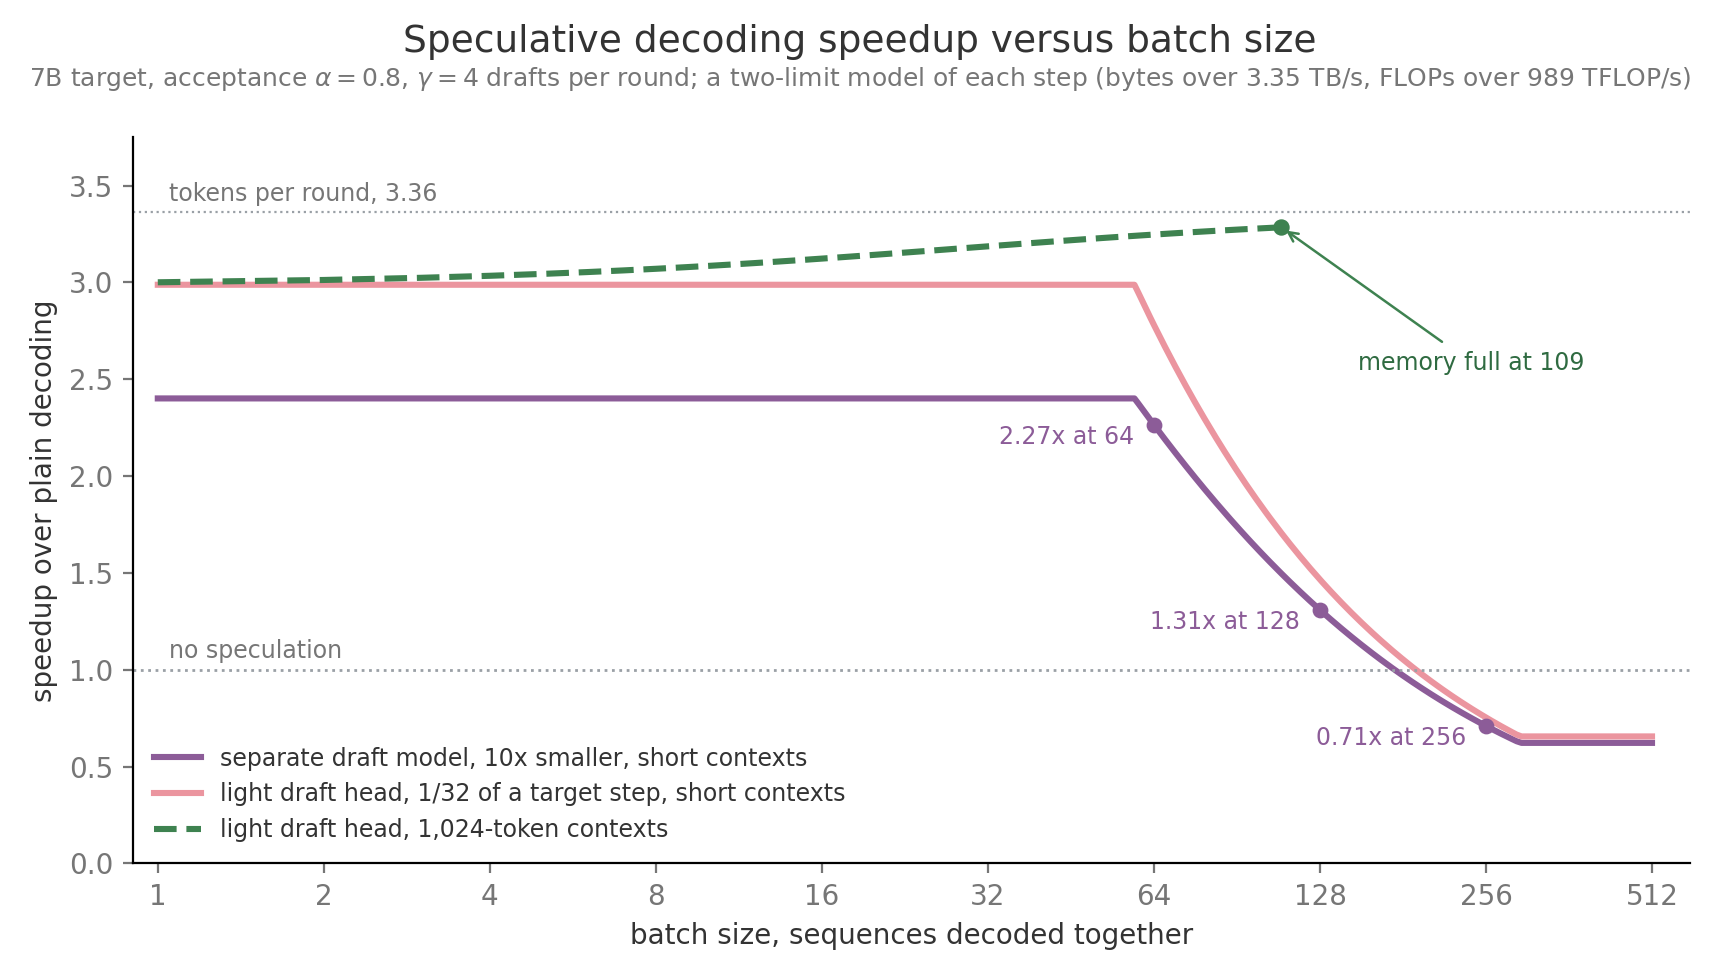 Speculative decoding speedup versus batch size
7B target, acceptance α = 0.8, γ = 4 drafts per round; a two-limit model of each step (bytes over 3.35 TB/s, FLOPs over 989 TFLOP/s)
speedup over plain decoding
3.5
3.0
2.5
2.0
1.5
1.0
0.5
0.0
tokens per round, 3.36
memory full at 109
2.27x at 64
1.31x at 128
no speculation
0.71x at 256
separate draft model, 10x smaller, short contexts
light draft head, 1/32 of a target step, short contexts
light draft head, 1,024-token contexts
1 2 4 8 16 32 64 128 256 512
batch size, sequences decoded together